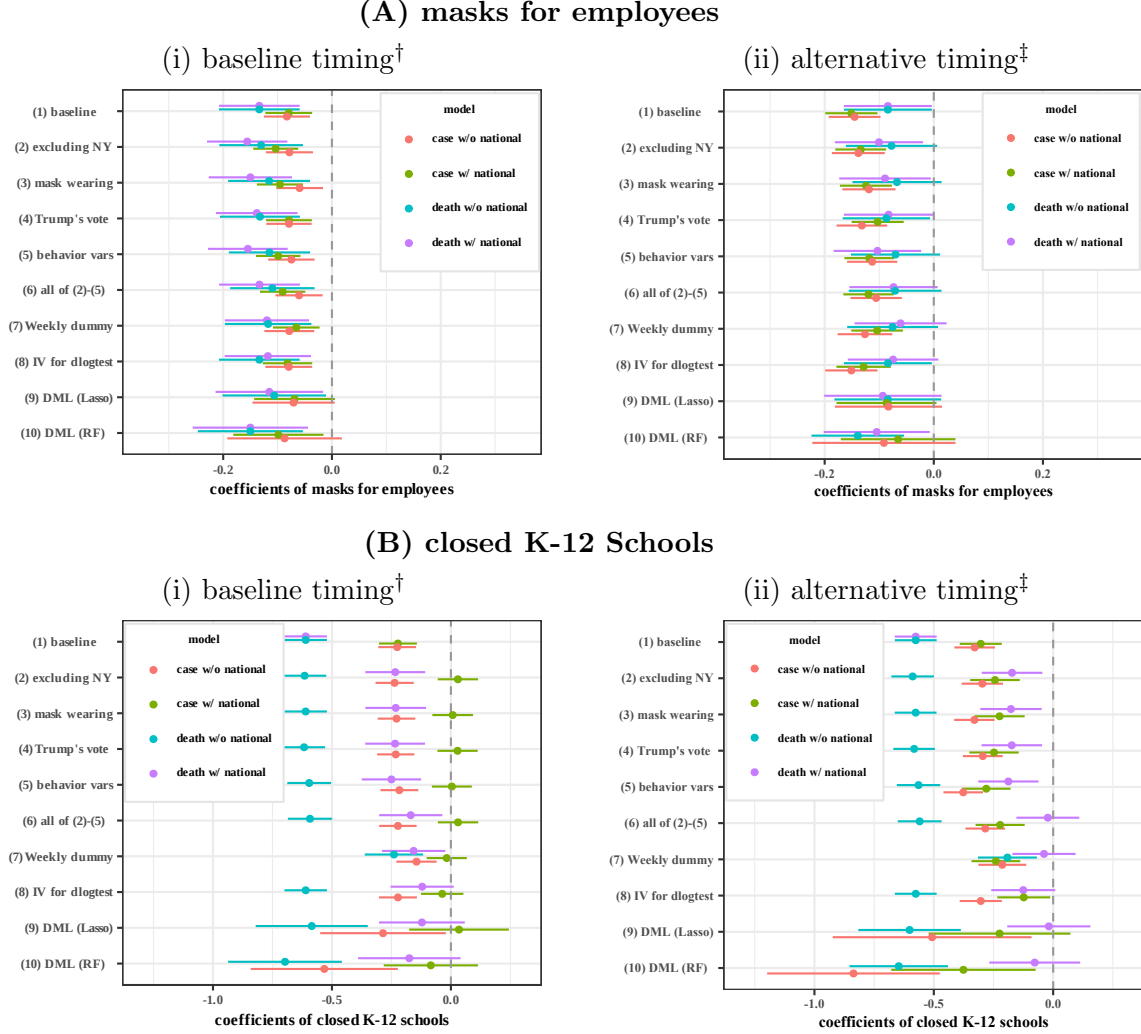 (A) masks for employees
(i) baseline timing†
(1) baseline
(2) excluding NY
(3) mask wearing
(4) Trump's vote
(5) behavior vars
(6) all of (2)-(5)
(7) Weekly dummy
(8) IV for dlogtest
(9) DML (Lasso)
(10) DML (RF)
model
case w/o national
case w/ national
death w/o national
death w/ national
-0.2 0.0 0.2
coefficients of masks for employees
(ii) alternative timing‡
(1) baseline
(2) excluding NY
(3) mask wearing
(4) Trump's vote
(5) behavior vars
(6) all of (2)-(5)
(7) Weekly dummy
(8) IV for dlogtest
(9) DML (Lasso)
(10) DML (RF)
model
case w/o national
case w/ national
death w/o national
death w/ national
-0.2 0.0 0.2
coefficients of masks for employees
(B) closed K-12 Schools
(i) baseline timing†
(1) baseline
(2) excluding NY
(3) mask wearing
(4) Trump's vote
(5) behavior vars
(6) all of (2)-(5)
(7) Weekly dummy
(8) IV for dlogtest
(9) DML (Lasso)
(10) DML (RF)
model
case w/o national
case w/ national
death w/o national
death w/ national
-1.0 -0.5 0.0
coefficients of closed K-12 schools
(ii) alternative timing‡
(1) baseline
(2) excluding NY
(3) mask wearing
(4) Trump's vote
(5) behavior vars
(6) all of (2)-(5)
(7) Weekly dummy
(8) IV for dlogtest
(9) DML (Lasso)
(10) DML (RF)
model
case w/o national
case w/ national
death w/o national
death w/ national
-1.0 -0.5 0.0
coefficients of closed K-12 schools